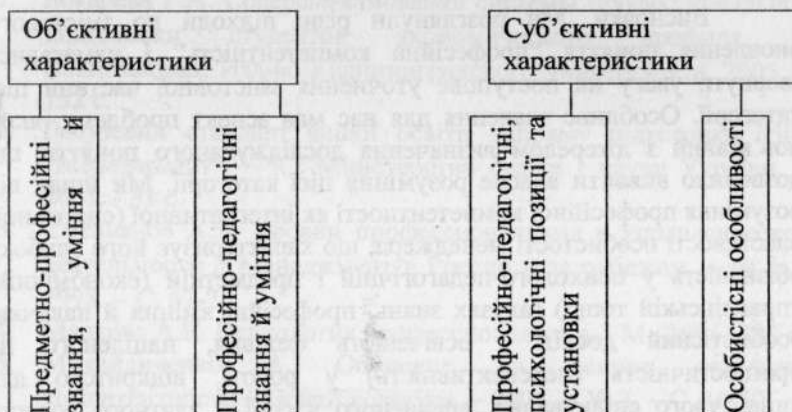 Об’єктивні
характеристики
Суб’єктивні
характеристики
Предметно-професійні
знання, уміння й
Професійно-педагогічні
знання й уміння
Професійно-педагогічні
психологічні позиції та
установки
Особистісні особливості